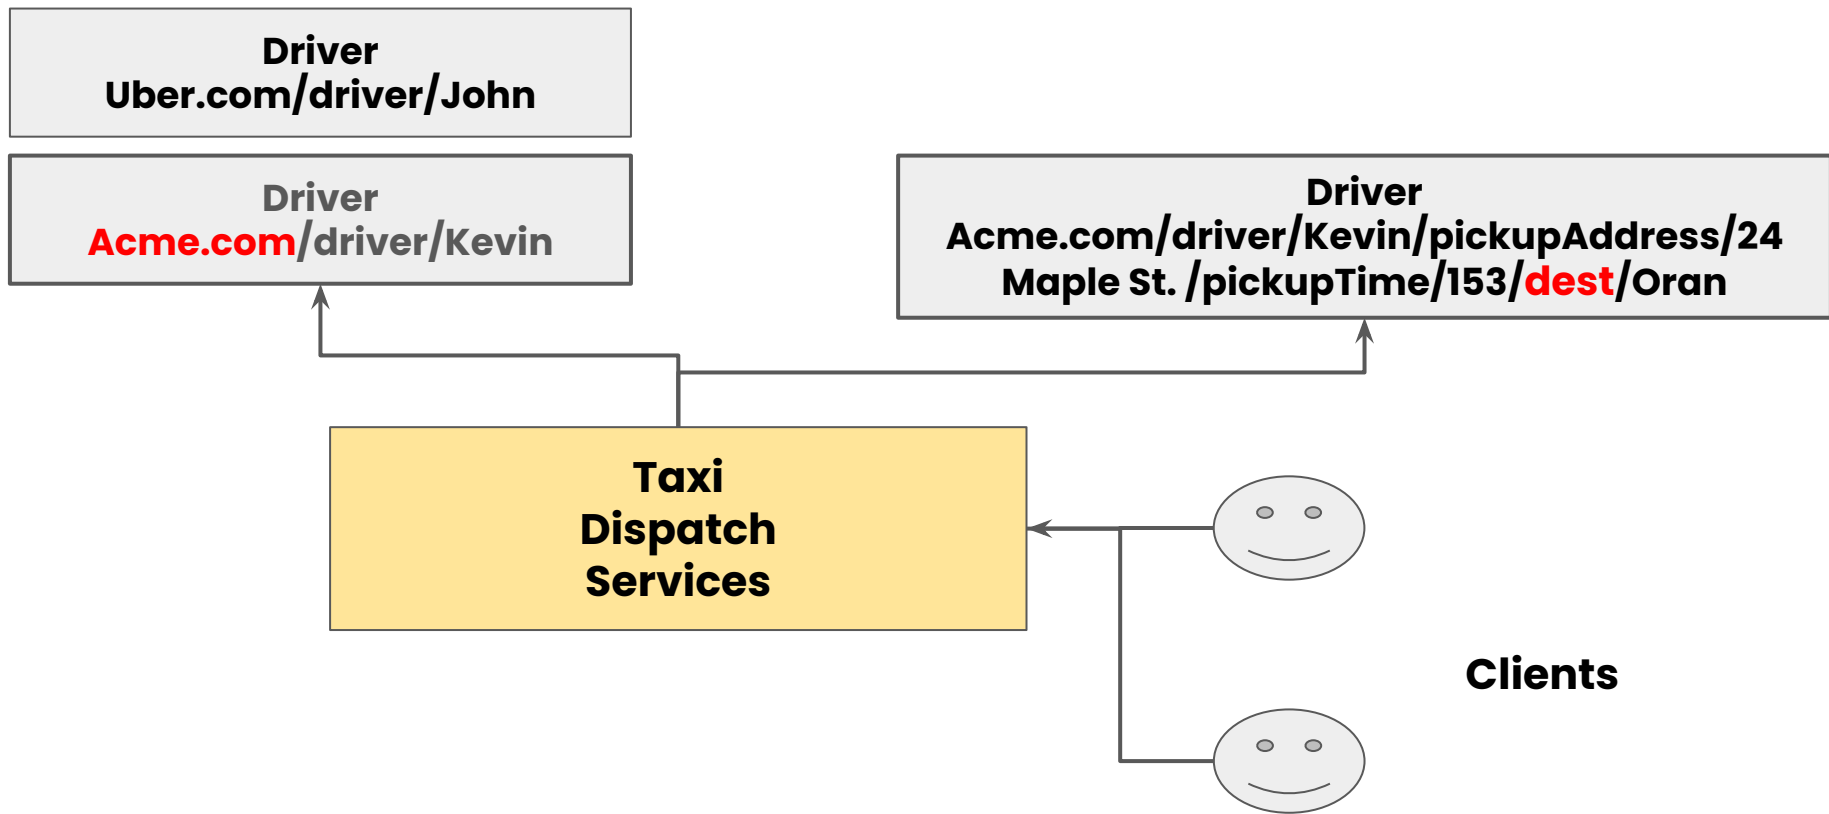 Driver
Uber.com/driver/John
Driver
Acme.com/driver/Kevin
Driver
Acme.com/driver/Kevin/pickupAddress/24
Maple St. /pickupTime/153/dest/Oran
Taxi
Dispatch
Services
Clients